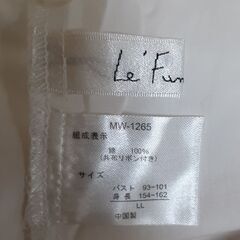 Le'Fun
MW-1265
組成表示
綿 100%
(共布リボン付き)
サイズ
バスト 93-101
身長 154-162
LL
中国製